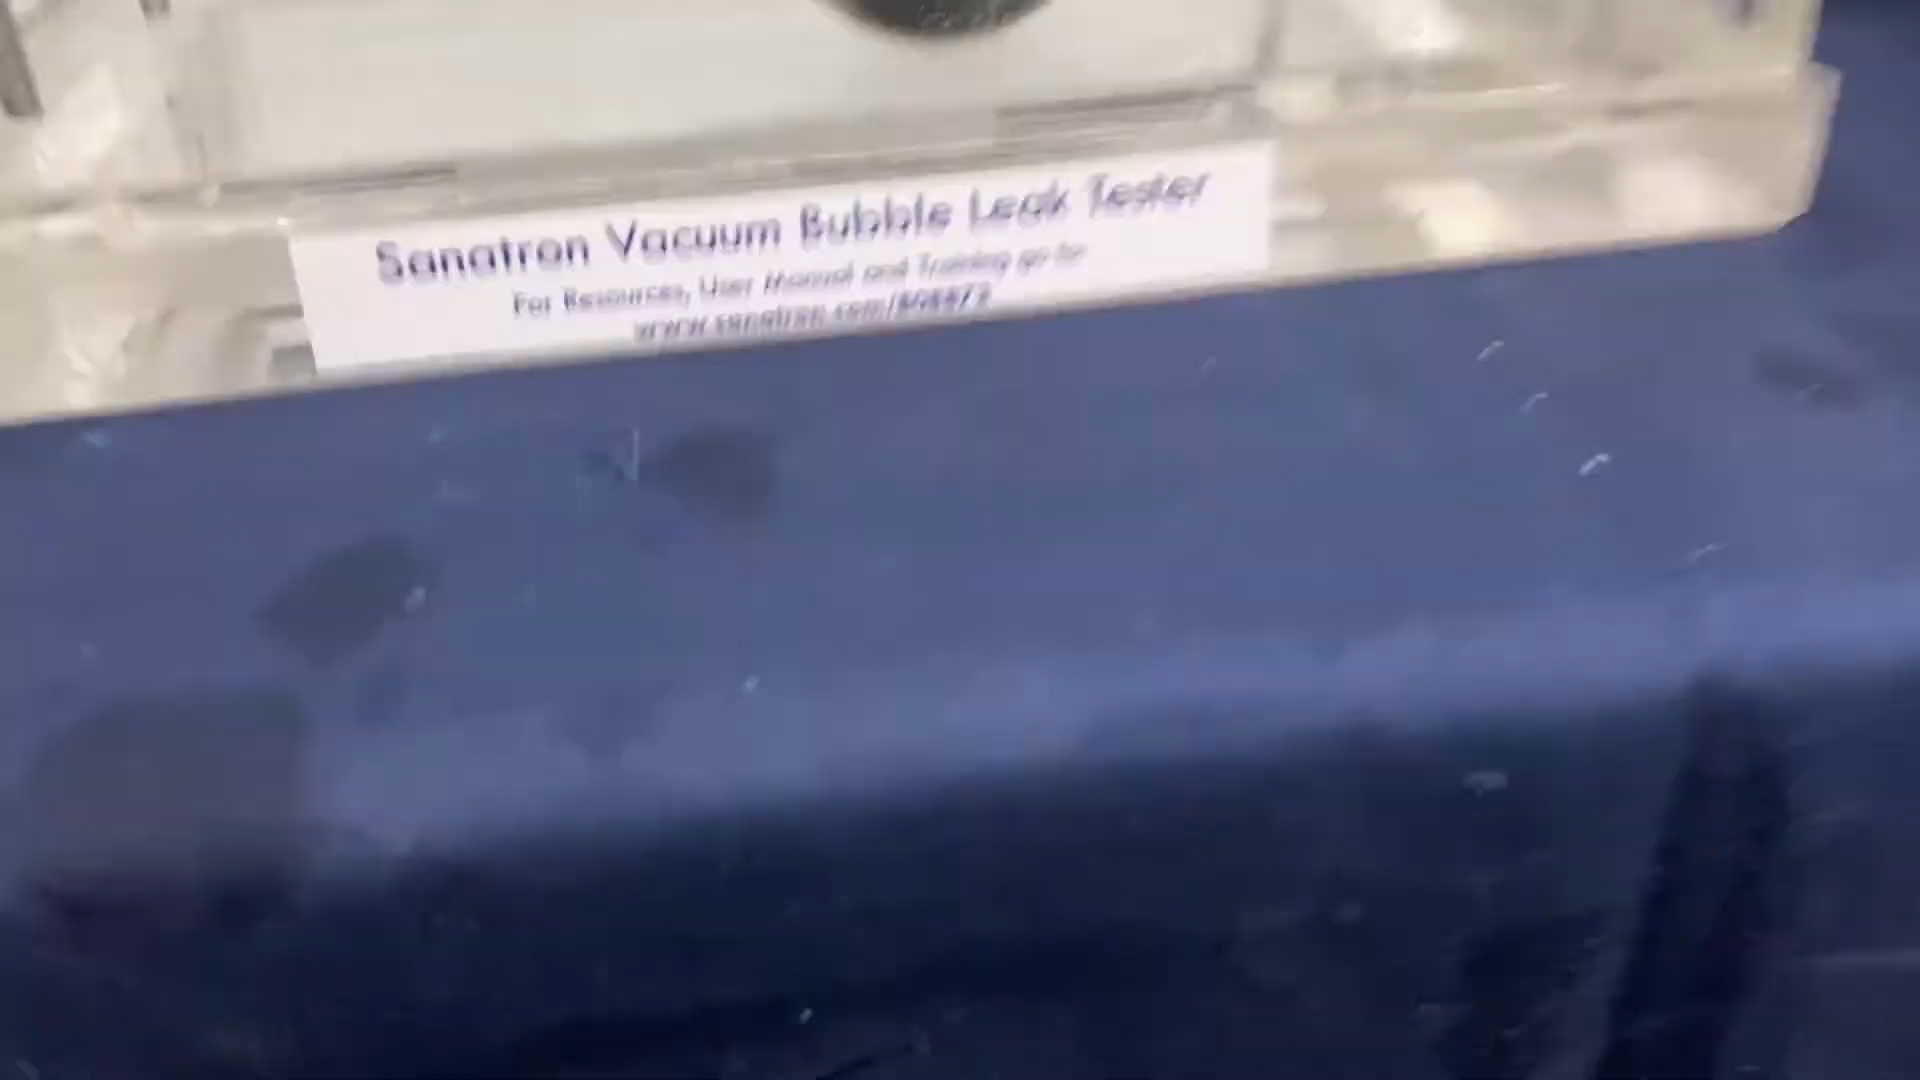 Sanatron Vacuum Bubble Leak Tester
For Resources, User Manual and Training go to